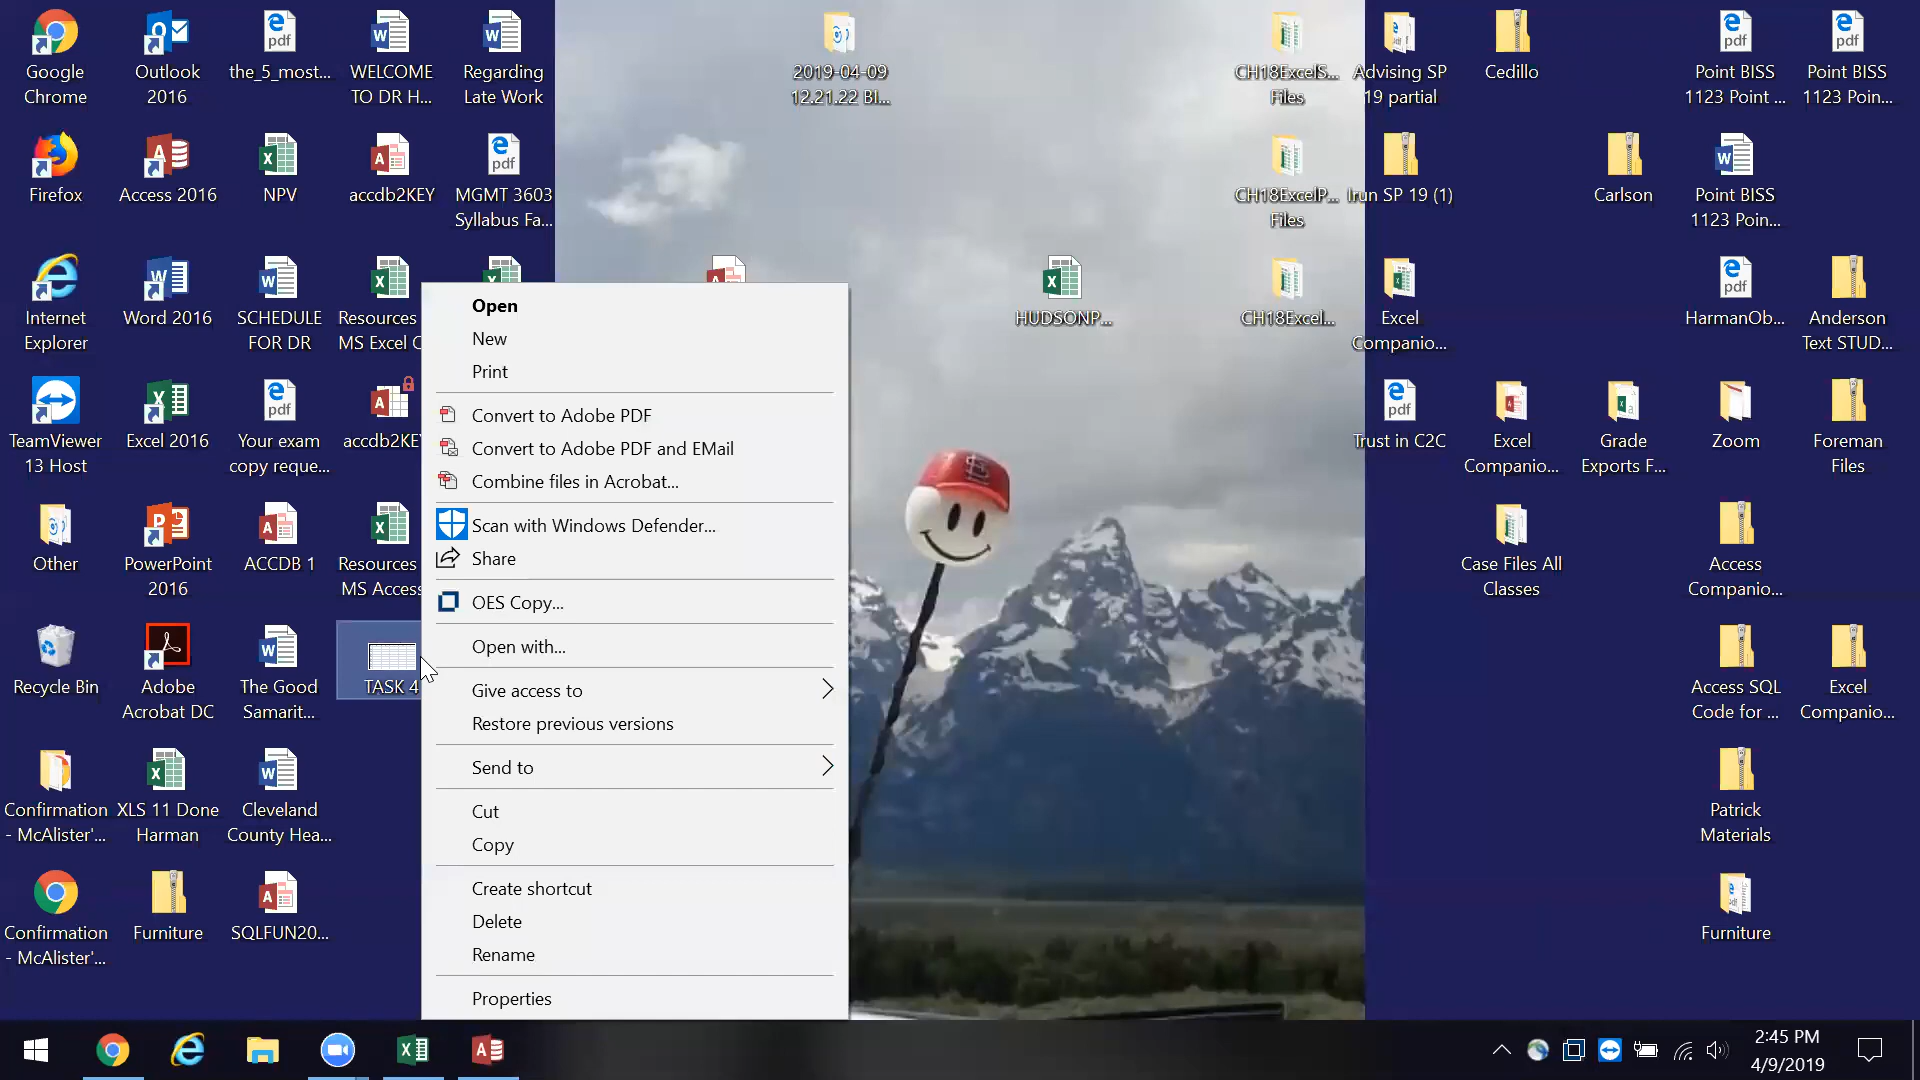 Google
Chrome
Outlook
2016
the_5_most...
WELCOME
TO DR H...
Regarding
Late Work
2019-04-09
12.21.22 Bl...
CH18ExcelS...
Files
Advising SP
19 partial
Cedillo
Point BISS
1123 Point ...
Point BISS
1123 Poin...
Firefox
Access 2016
NPV
accdb2KEY
MGMT 3603
Syllabus Fa...
CH18ExcelP...
Files
Irun SP 19 (1)
Carlson
Point BISS
1123 Poin...
Internet
Explorer
Word 2016
SCHEDULE
FOR DR
Resources
MS Excel
HUDSONP...
CH18Excel...
Excel
Companio...
HarmanOb...
Anderson
Text STUD...
TeamViewer
13 Host
Excel 2016
Your exam
copy reque...
accdb2KEY
Trust in C2C
Excel
Companio...
Grade
Exports F...
Zoom
Foreman
Files
Other
PowerPoint
2016
ACCDB 1
Resources
MS Access
Case Files All
Classes
Access
Companio...
Recycle Bin
Adobe
Acrobat DC
The Good
Samarit...
TASK 4
Access SQL
Code for ...
Excel
Companio...
Confirmation
- McAlister'...
XLS 11 Done
Harman
Cleveland
County Hea...
Patrick
Materials
Confirmation
- McAlister'...
Furniture
SQLFUN20...
Furniture
Open
New
Print
Convert to Adobe PDF
Convert to Adobe PDF and EMail
Combine files in Acrobat...
Scan with Windows Defender...
Share
OES Copy...
Open with...
Give access to
Restore previous versions
Send to
Cut
Copy
Create shortcut
Delete
Rename
Properties
2:45 PM
4/9/2019